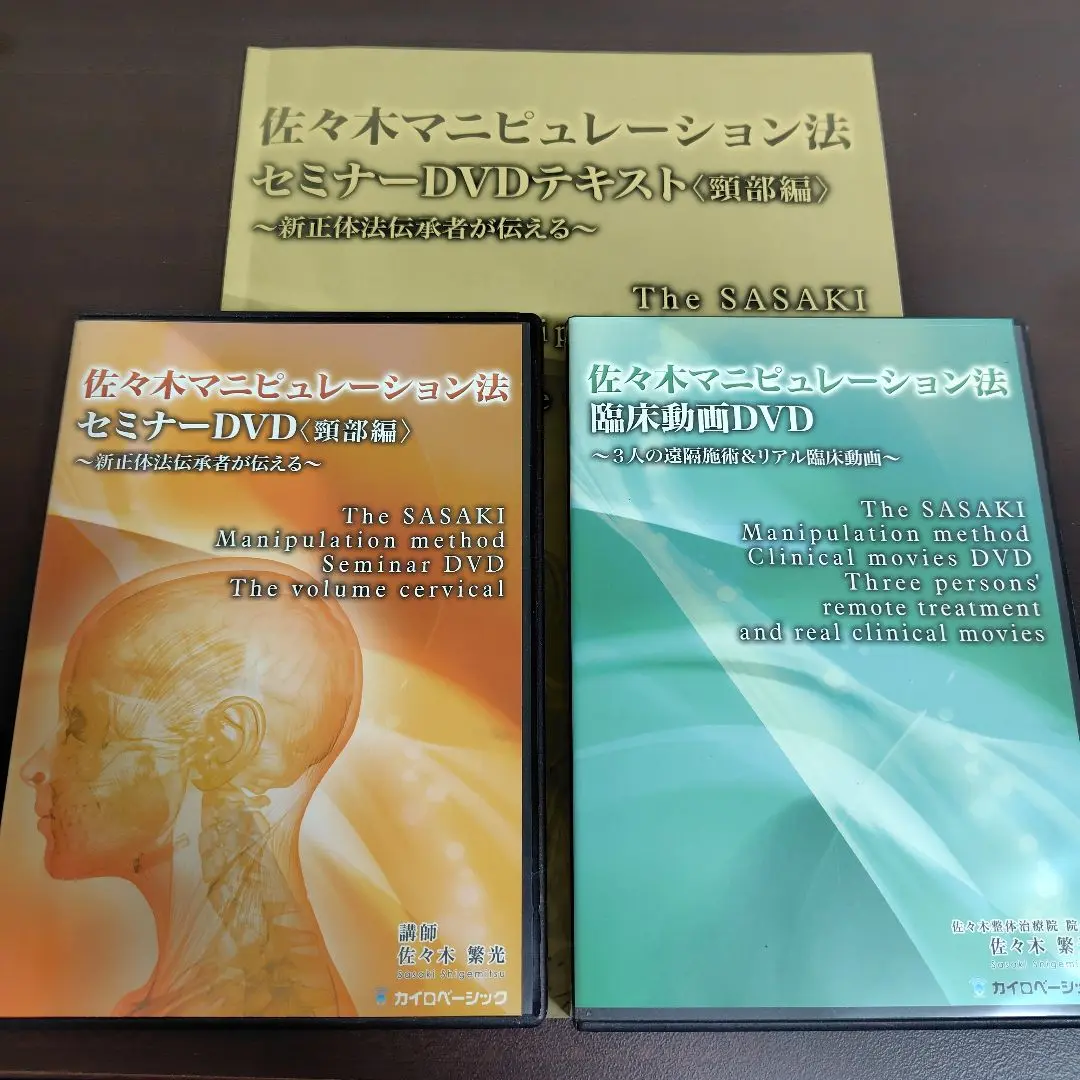 佐々木マニピュレーション法
セミナーDVDテキスト〈頸部編〉
～新正体法伝承者が伝える～
The SASAKI
佐々木マニピュレーション法
セミナーDVD〈頸部編〉
～新正体法伝承者が伝える～
The SASAKI
Manipulation method
Seminar DVD
The volume cervical
講師
佐々木 繁光
Sasaki Shigemitsu
カイロベーシック
佐々木マニピュレーション法
臨床動画DVD
～3人の遠隔施術&リアル臨床動画～
The SASAKI
Manipulation method
Clinical movies DVD
Three persons'
remote treatment
and real clinical movies
佐々木整体治療院 院
佐々木 繁
Sasaki Shigem
カイロベーシッ